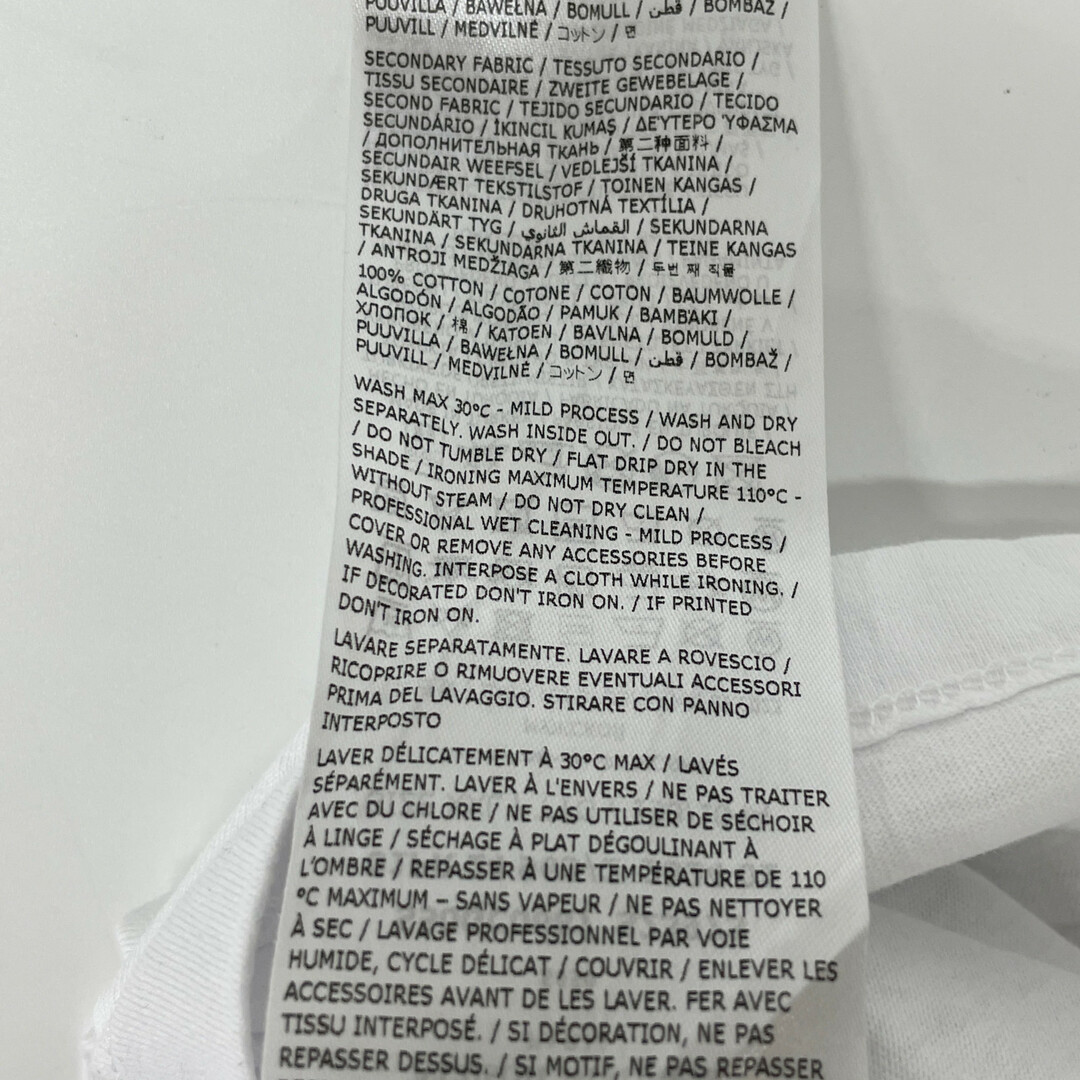 PUUVILLA / BAWEŁNA / BOMULL / قطن / BOMBAŽ /
PUUVILL / MEDVILNĖ / コットン / 면
SECONDARY FABRIC / TESSUTO SECONDARIO /
TISSU SECONDAIRE / ZWEITE GEWEBELAGE /
SECOND FABRIC / TEJIDO SECUNDARIO / TECIDO
SECUNDÁRIO / İKINCIL KUMAŞ / ΔΕΥΤΕΡΟ ΎΦΑΣΜΑ
/ ДОПОЛНИТЕЛЬНАЯ ТКАНЬ / 第二种面料 /
SECUNDAIR WEEFSEL / VEDLEJŠÍ TKANINA /
SEKUNDÆRT TEKSTILSTOF / TOINEN KANGAS /
DRUGA TKANINA / DRUHOTNÁ TEXTÍLIA /
SEKUNDÄRT TYG / القماش الثانوي / SEKUNDARNA
TKANINA / SEKUNDARNA TKANINA / TEINE KANGAS
/ ANTROJI MEDŽIAGA / 第二織物 / 두번 째 직물
100% COTTON / COTONE / COTON / BAUMWOLLE /
ALGODÓN / ALGODÃO / PAMUK / ΒΑΜΒΆΚΙ /
ХЛОПОК / 棉 / KATOEN / BAVLNA / BOMULD /
PUUVILLA / BAWEŁNA / BOMULL / قطن / BOMBAŽ /
PUUVILL / MEDVILNĖ / コットン / 면
WASH MAX 30°C - MILD PROCESS / WASH AND DRY
SEPARATELY. WASH INSIDE OUT. / DO NOT BLEACH
/ DO NOT TUMBLE DRY / FLAT DRIP DRY IN THE
SHADE / IRONING MAXIMUM TEMPERATURE 110°C -
WITHOUT STEAM / DO NOT DRY CLEAN /
PROFESSIONAL WET CLEANING - MILD PROCESS /
COVER OR REMOVE ANY ACCESSORIES BEFORE
WASHING. INTERPOSE A CLOTH WHILE IRONING. /
IF DECORATED DON'T IRON ON. / IF PRINTED
DON'T IRON ON.
LAVARE SEPARATAMENTE. LAVARE A ROVESCIO /
RICOPRIRE O RIMUOVERE EVENTUALI ACCESSORI
PRIMA DEL LAVAGGIO. STIRARE CON PANNO
INTERPOSTO
LAVER DÉLICATEMENT À 30°C MAX / LAVÉS
SÉPARÉMENT. LAVER À L'ENVERS / NE PAS TRAITER
AVEC DU CHLORE / NE PAS UTILISER DE SÉCHOIR
À LINGE / SÉCHAGE À PLAT DÉGOULINANT À
L'OMBRE / REPASSER À UNE TEMPÉRATURE DE 110
°C MAXIMUM – SANS VAPEUR / NE PAS NETTOYER
À SEC / LAVAGE PROFESSIONNEL PAR VOIE
HUMIDE, CYCLE DÉLICAT / COUVRIR / ENLEVER LES
ACCESSOIRES AVANT DE LES LAVER. FER AVEC
TISSU INTERPOSÉ. / SI DÉCORATION, NE PAS
REPASSER DESSUS. / SI MOTIF, NE PAS REPASSER